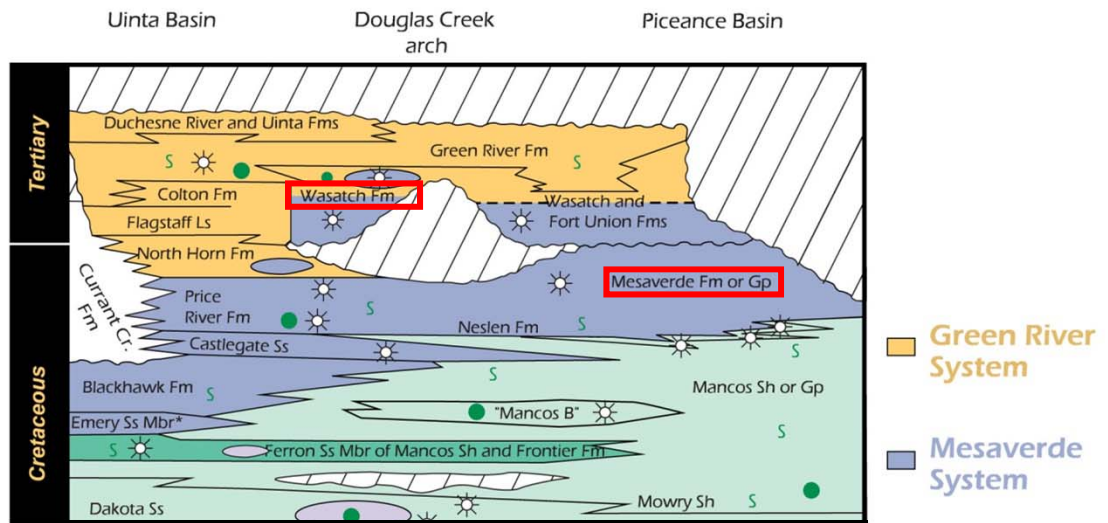 Uinta Basin
Douglas Creek
arch
Piceance Basin
Tertiary
Cretaceous
Duchesne River and Uinta Fms
Green River Fm
S
S
Colton Fm
Wasatch Fm
Wasatch and
Fort Union Fms
Flagstaff Ls
North Horn Fm
Currant Cr.
Fm
Mesaverde Fm or Gp
Price
River Fm
S
Neslen Fm
S
Castlegate Ss
S
S
Blackhawk Fm
S
Mancos Sh or Gp
"Mancos B"
Emery Ss Mbr*
S
S
Ferron Ss Mbr of Mancos Sh and Frontier Fm
Dakota Ss
Mowry Sh
S
Green River
System
Mesaverde
System